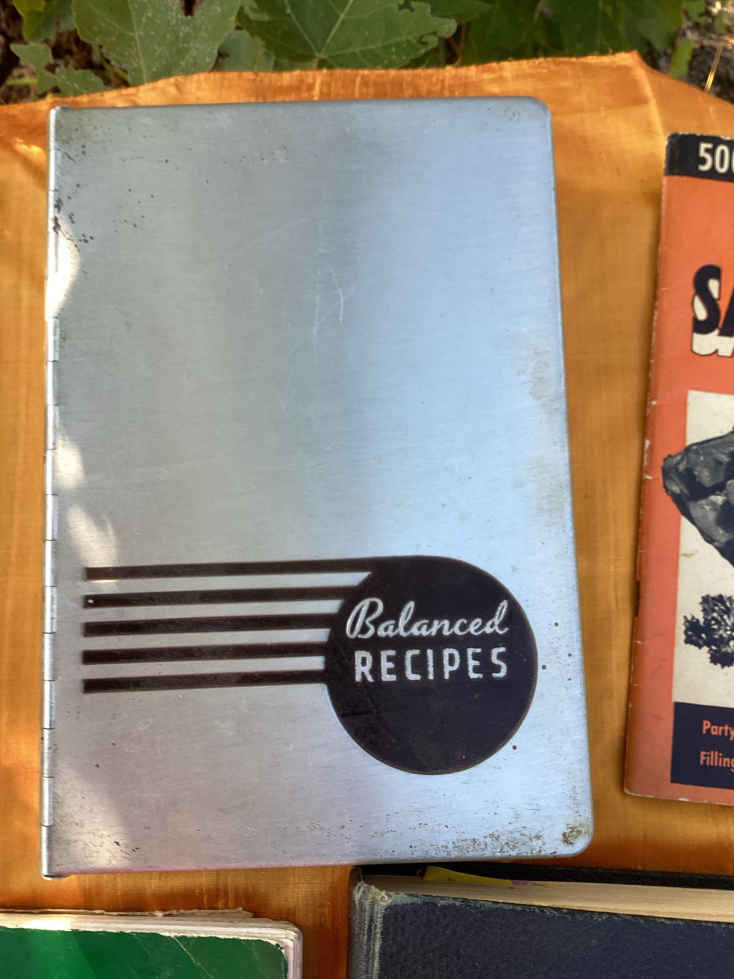 Balanced
RECIPES
500
Party
Filling